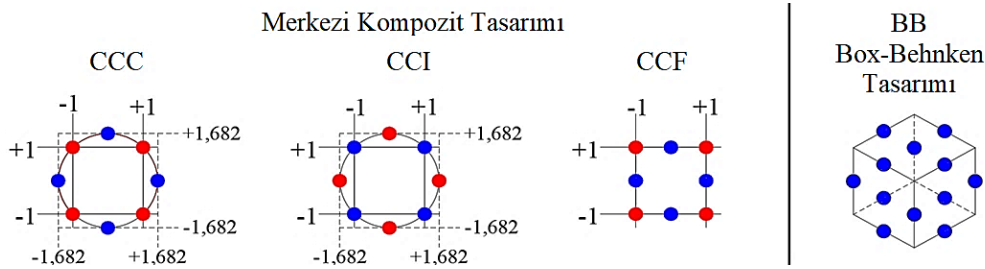 Merkezi Kompozit Tasarımı
CCC
-1 +1
+1,682
+1
-1
-1,682
-1,682 +1,682
CCI
-1 +1
+1,682
+1
-1
-1,682
-1,682 +1,682
CCF
-1 +1
+1
-1
BB
Box-Behnken
Tasarımı